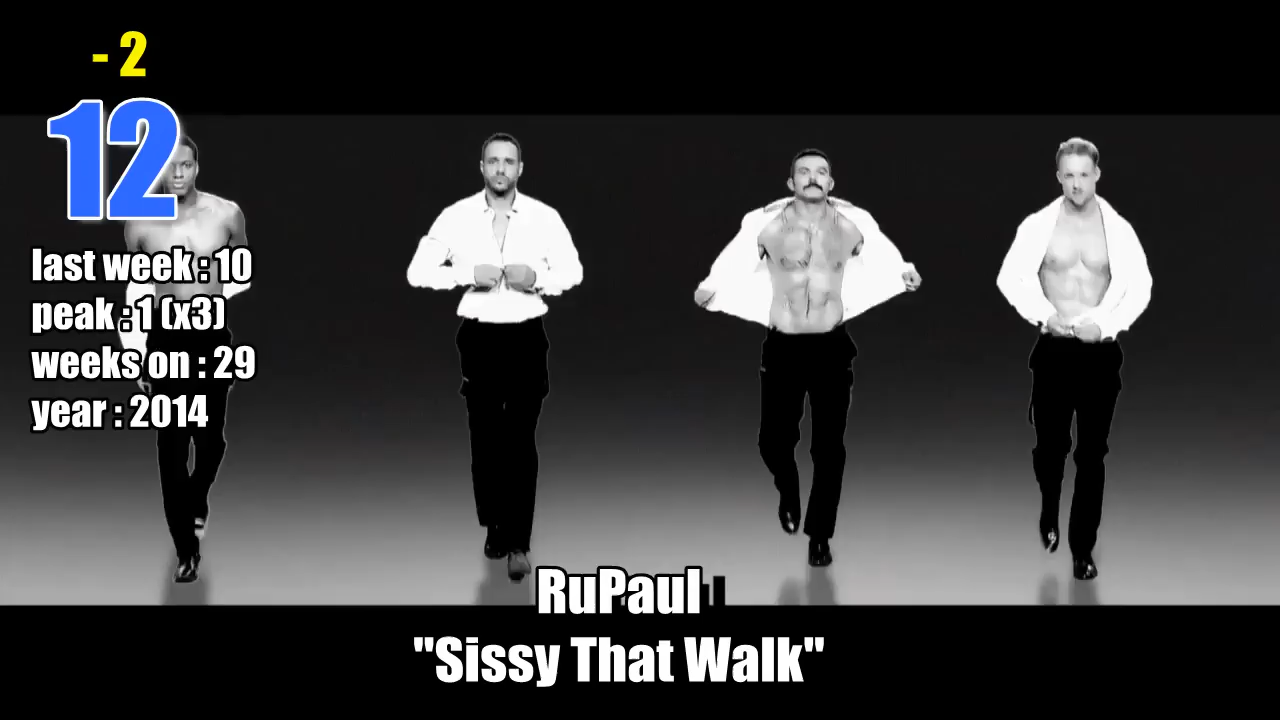 - 2
12
last week : 10
peak : 1 (x3)
weeks on : 29
year : 2014
RuPaul
"Sissy That Walk"